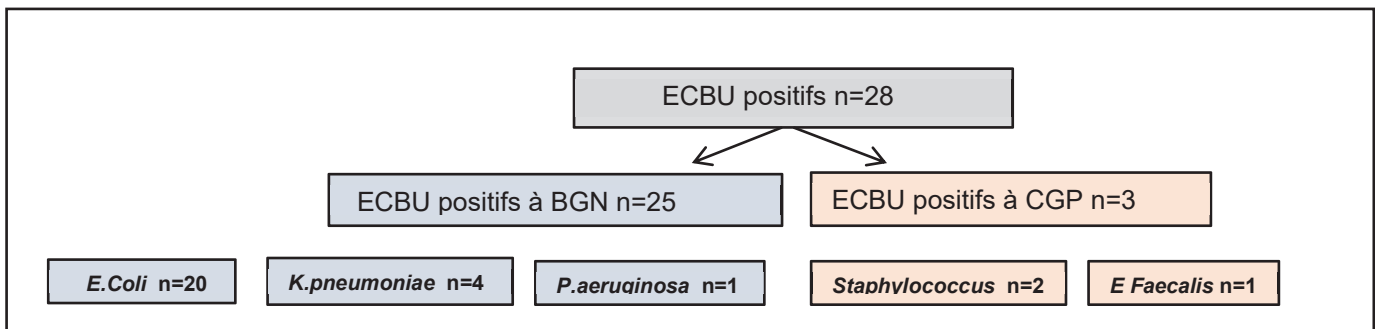 ECBU positifs n=28
ECBU positifs à BGN n=25
ECBU positifs à CGP n=3
E.Coli n=20
K.pneumoniae n=4
P.aeruginosa n=1
Staphylococcus n=2
E Faecalis n=1